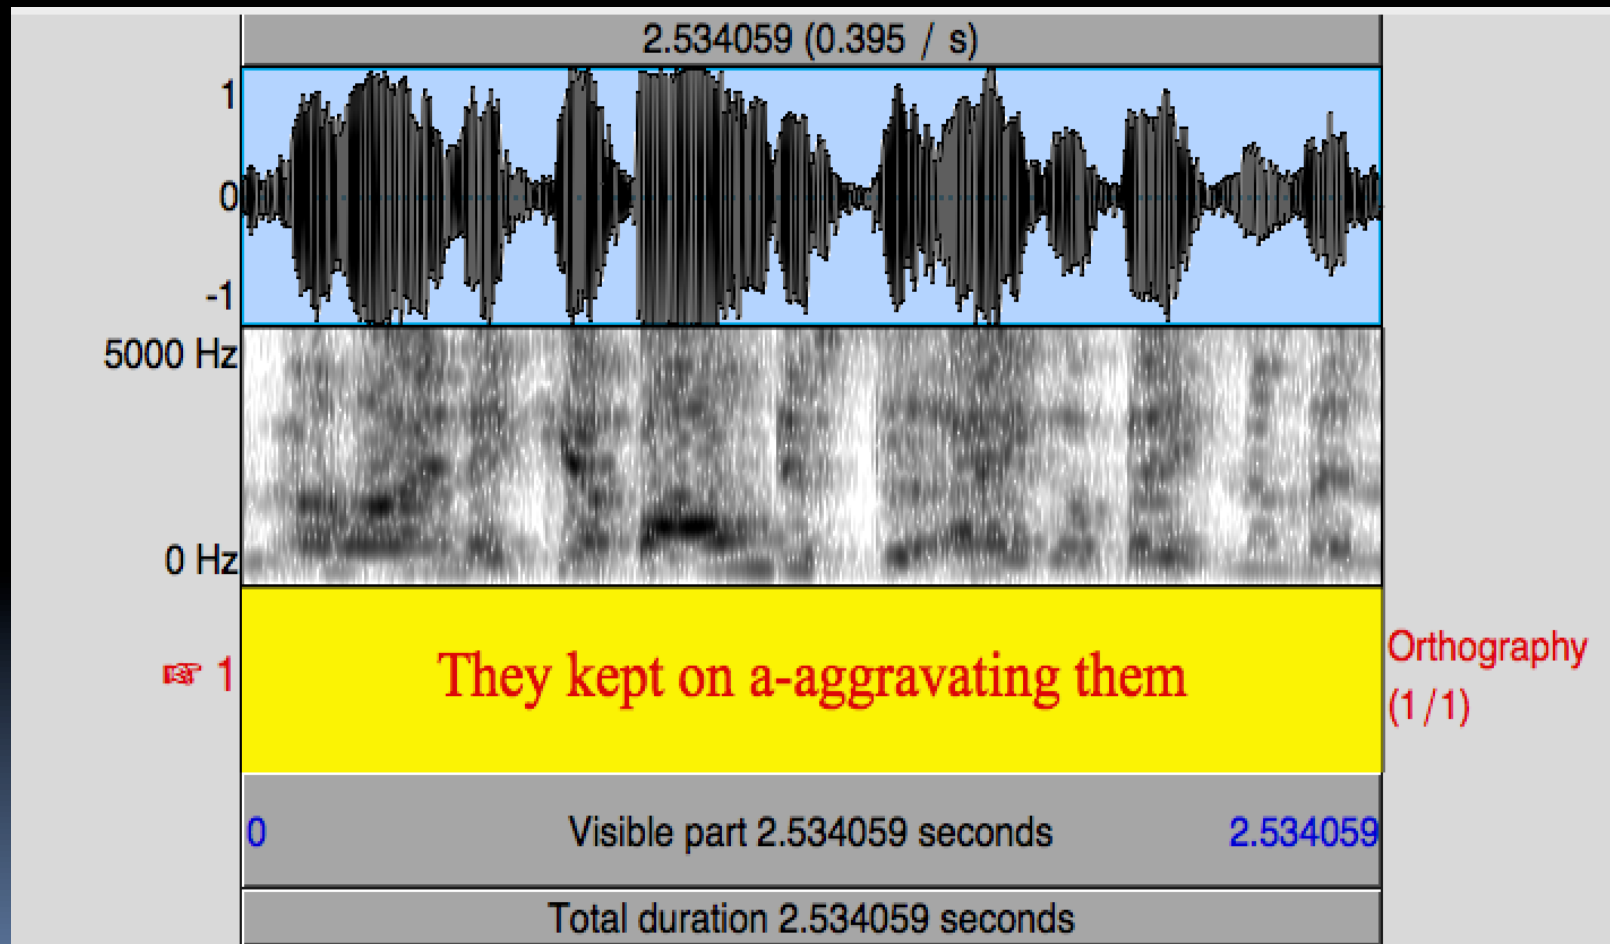 2.534059 (0.395 / s)
1
0
-1
5000 Hz
0 Hz
☞ 1
They kept on a-aggravating them
Orthography
(1/1)
0
Visible part 2.534059 seconds
2.534059
Total duration 2.534059 seconds